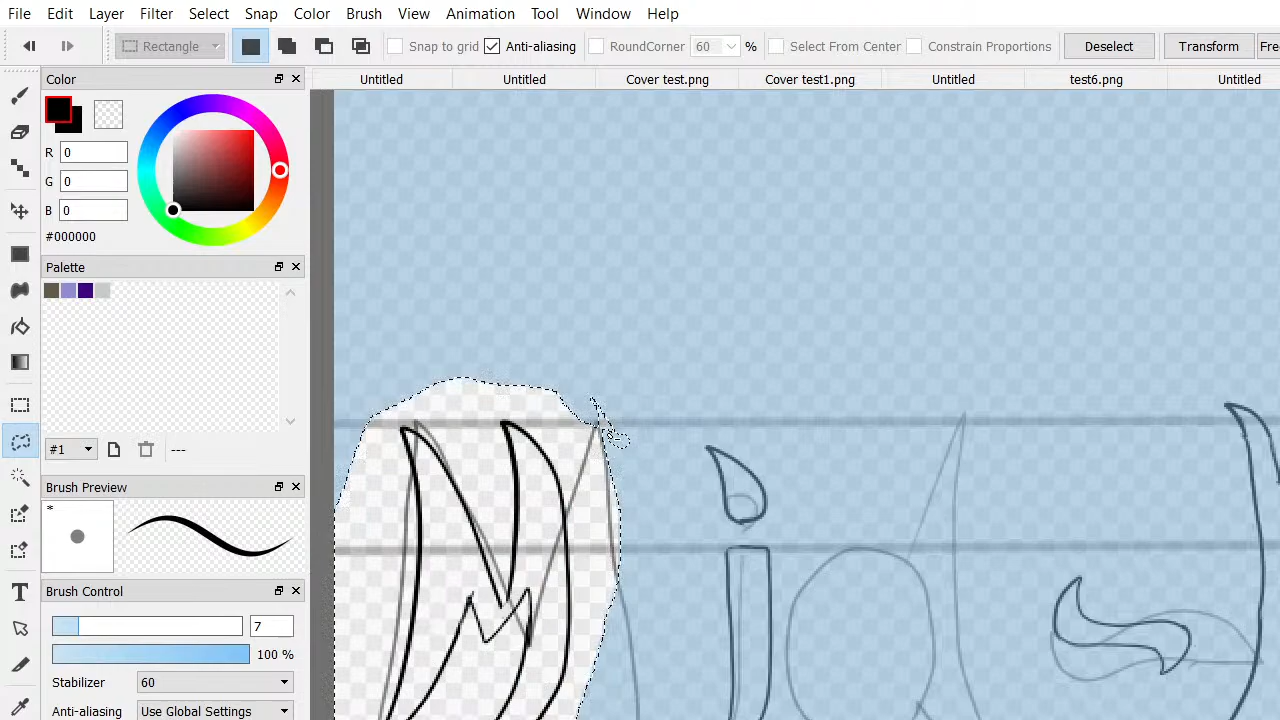 File Edit Layer Filter Select Snap Color Brush View Animation Tool Window Help
Rectangle Snap to grid Anti-aliasing RoundCorner 60 % Select From Center Constrain Proportions Deselect Transform Fre
Color Untitled Untitled Cover test.png Cover test1.png Untitled test6.png Untitled
R 0
G 0
B 0
#000000
Palette
#1 ---
Brush Preview
*
Brush Control
7
100 %
Stabilizer 60
Anti-aliasing Use Global Settings